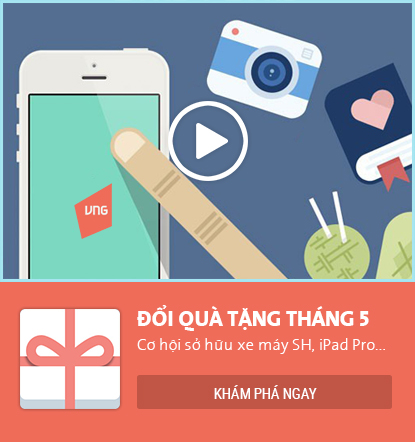 VNG
ĐỔI QUÀ TẶNG THÁNG 5
Cơ hội sở hữu xe máy SH, iPad Pro...
KHÁM PHÁ NGAY